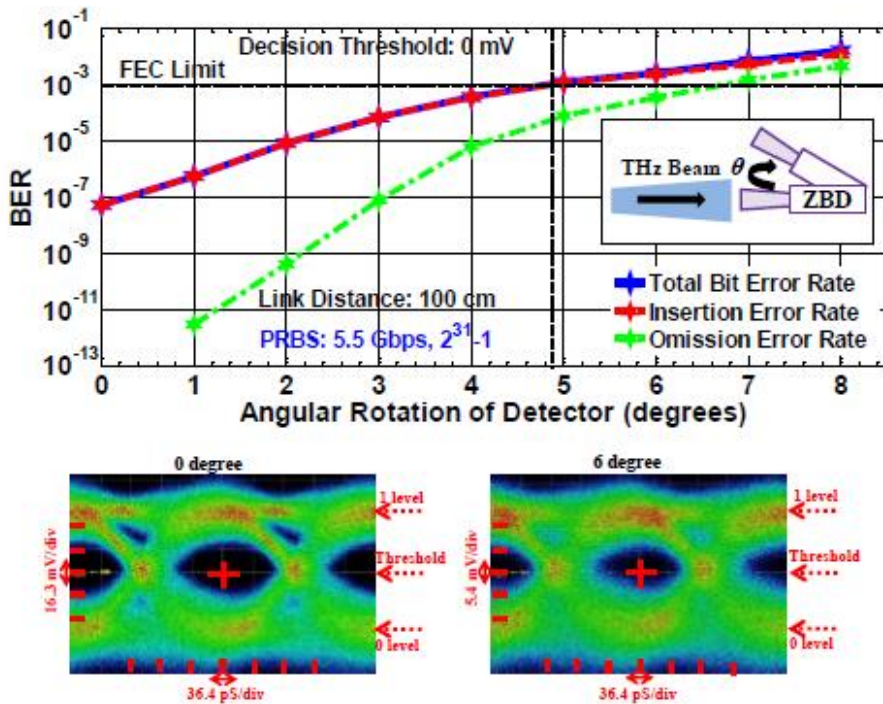 10^-1
10^-3
10^-5
10^-7
10^-9
10^-11
10^-13
BER
Decision Threshold: 0 mV
FEC Limit
THz Beam θ
ZBD
Total Bit Error Rate
Insertion Error Rate
Omission Error Rate
Link Distance: 100 cm
PRBS: 5.5 Gbps, 2^31-1
0 1 2 3 4 5 6 7 8
Angular Rotation of Detector (degrees)
0 degree
16.3 mV/div
1 level
Threshold
0 level
36.4 pS/div
6 degree
5.4 mV/div
1 level
Threshold
0 level
36.4 pS/div